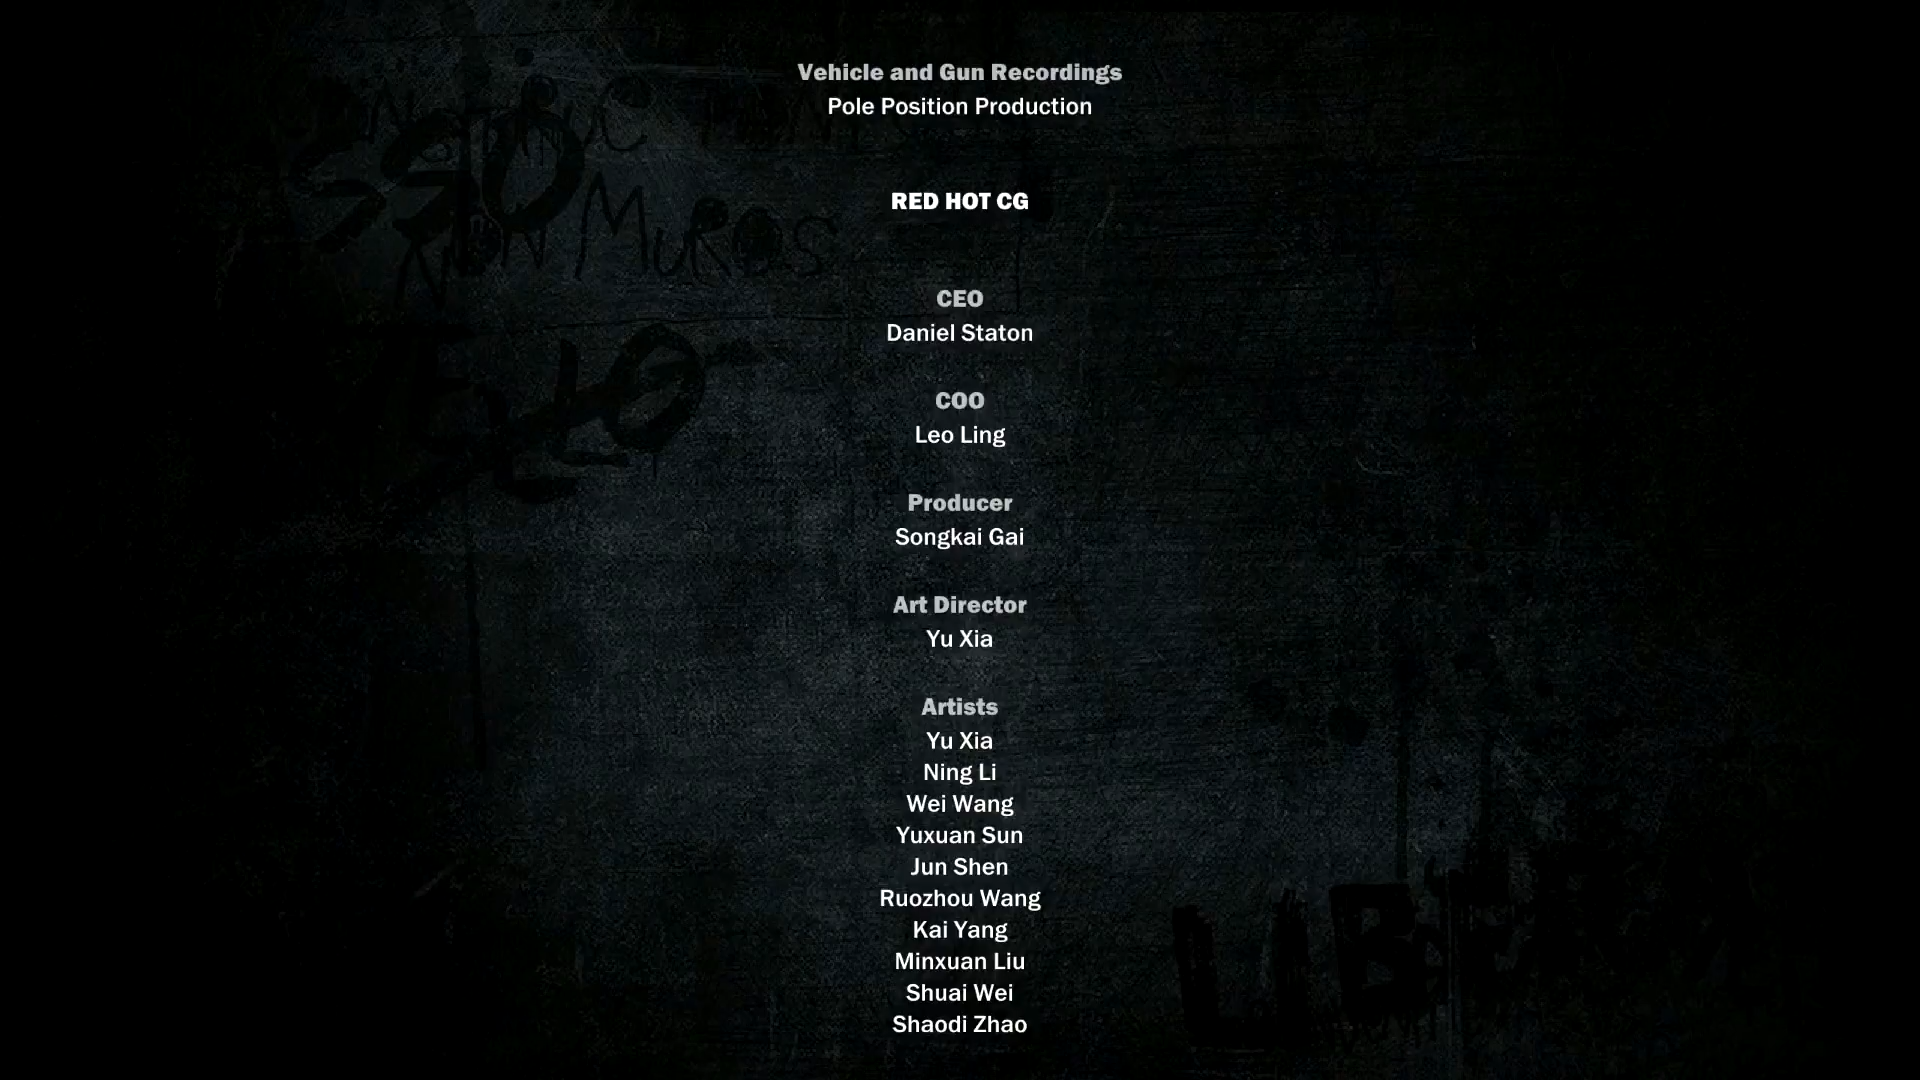 Vehicle and Gun Recordings
Pole Position Production
RED HOT CG
CEO
Daniel Staton
COO
Leo Ling
Producer
Songkai Gai
Art Director
Yu Xia
Artists
Yu Xia
Ning Li
Wei Wang
Yuxuan Sun
Jun Shen
Ruozhou Wang
Kai Yang
Minxuan Liu
Shuai Wei
Shaodi Zhao